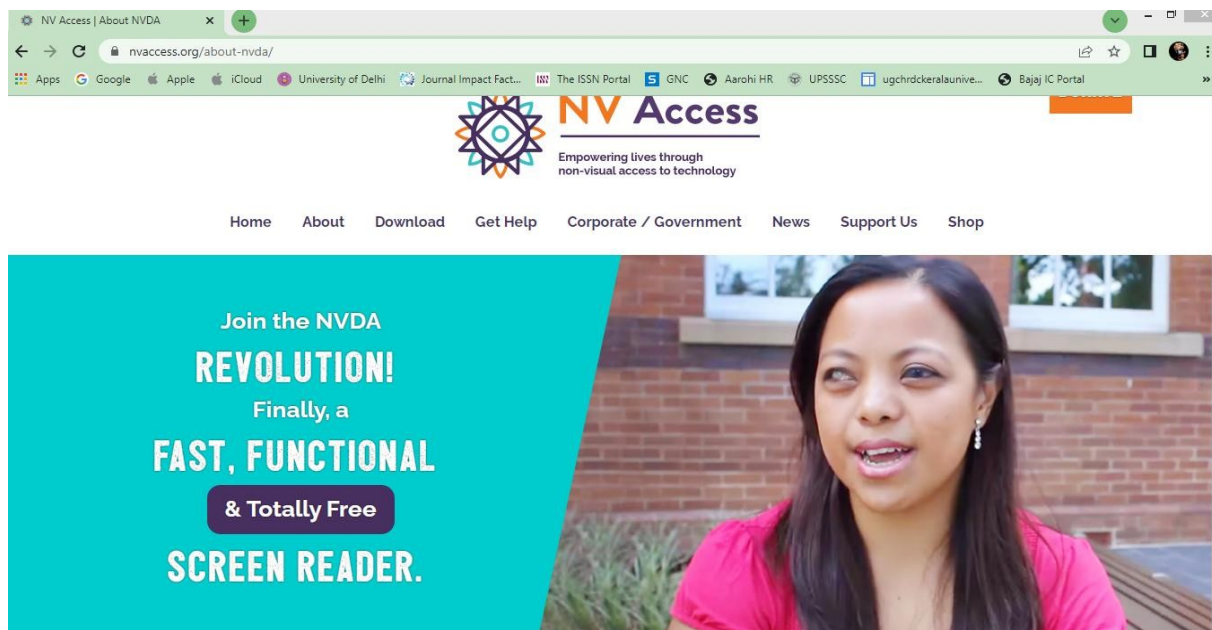 NV Access | About NVDA
nvaccess.org/about-nvda/
Apps Google Apple iCloud University of Delhi Journal Impact Fact... The ISSN Portal GNC Aarohi HR UPSSSC ugchrdckeralaunive... Bajaj IC Portal »
NV Access
Empowering lives through
non-visual access to technology
Home About Download Get Help Corporate / Government News Support Us Shop
Join the NVDA
REVOLUTION!
Finally, a
FAST, FUNCTIONAL
& Totally Free
SCREEN READER.